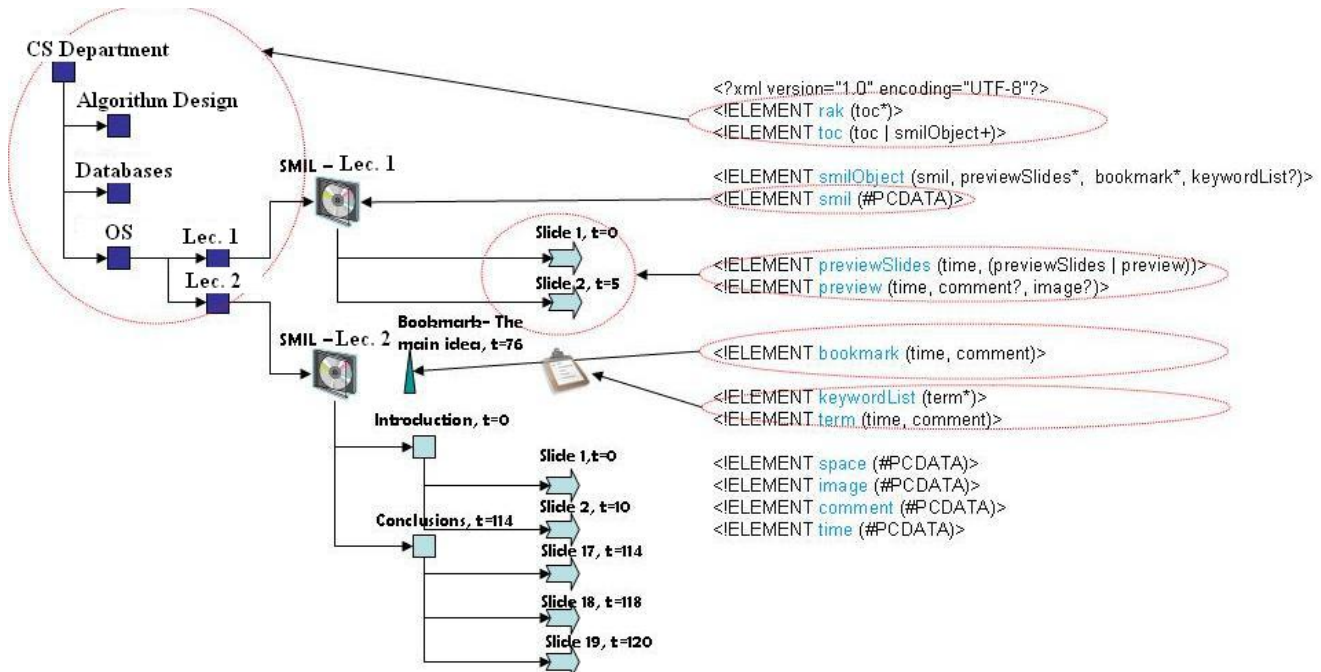 CS Department
Algorithm Design
Databases
OS
Lec. 1
Lec. 2
SMIL – Lec. 1
Slide 1, t=0
Slide 2, t=5
SMIL – Lec. 2
Bookmark- The
main idea, t=76
Introduction, t=0
Slide 1,t=0
Slide 2, t=10
Conclusions, t=114
Slide 17, t=114
Slide 18, t=118
Slide 19, t=120
<?xml version="1.0" encoding="UTF-8"?>
<!ELEMENT rak (toc*)>
<!ELEMENT toc (toc | smilObject+)>
<!ELEMENT smilObject (smil, previewSlides*, bookmark*, keywordList?)>
<!ELEMENT smil (#PCDATA)>
<!ELEMENT previewSlides (time, (previewSlides | preview))>
<!ELEMENT preview (time, comment?, image?)>
<!ELEMENT bookmark (time, comment)>
<!ELEMENT keywordList (term*)>
<!ELEMENT term (time, comment)>
<!ELEMENT space (#PCDATA)>
<!ELEMENT image (#PCDATA)>
<!ELEMENT comment (#PCDATA)>
<!ELEMENT time (#PCDATA)>